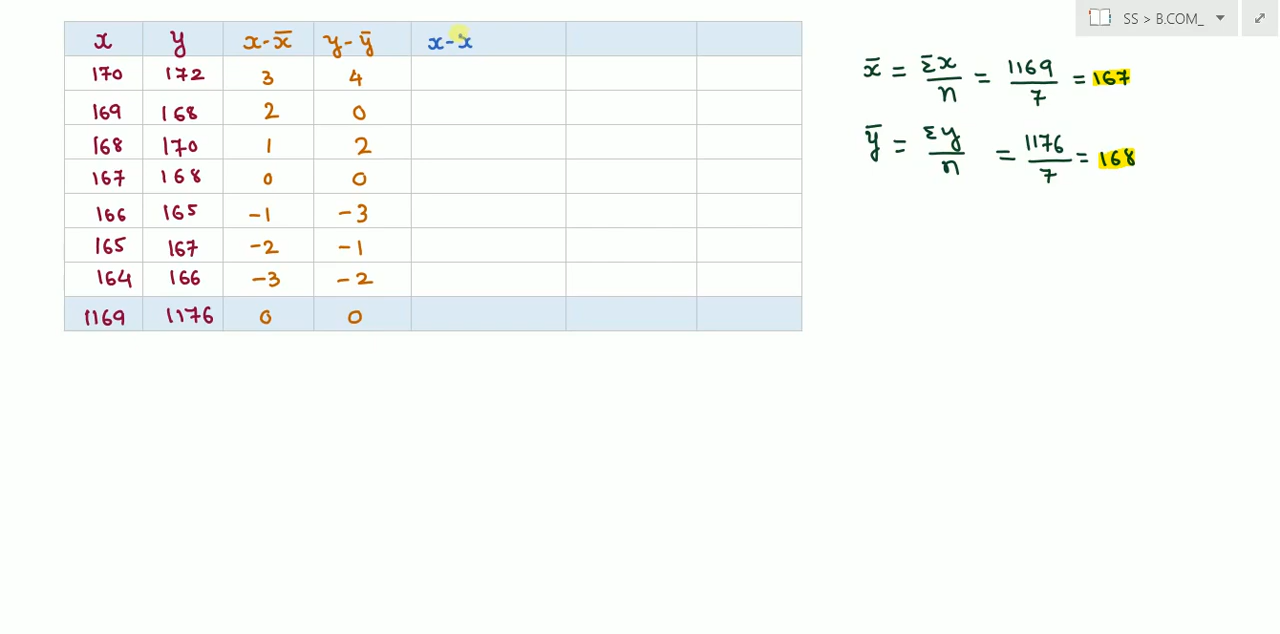 SS > B.COM_
x y x-x̄ y-ȳ x-x
170 172 3 4
169 168 2 0
168 170 1 2
167 168 0 0
166 165 -1 -3
165 167 -2 -1
164 166 -3 -2
1169 1176 0 0
x̄ = Σx/n = 1169/7 = 167
ȳ = Σy/n = 1176/7 = 168